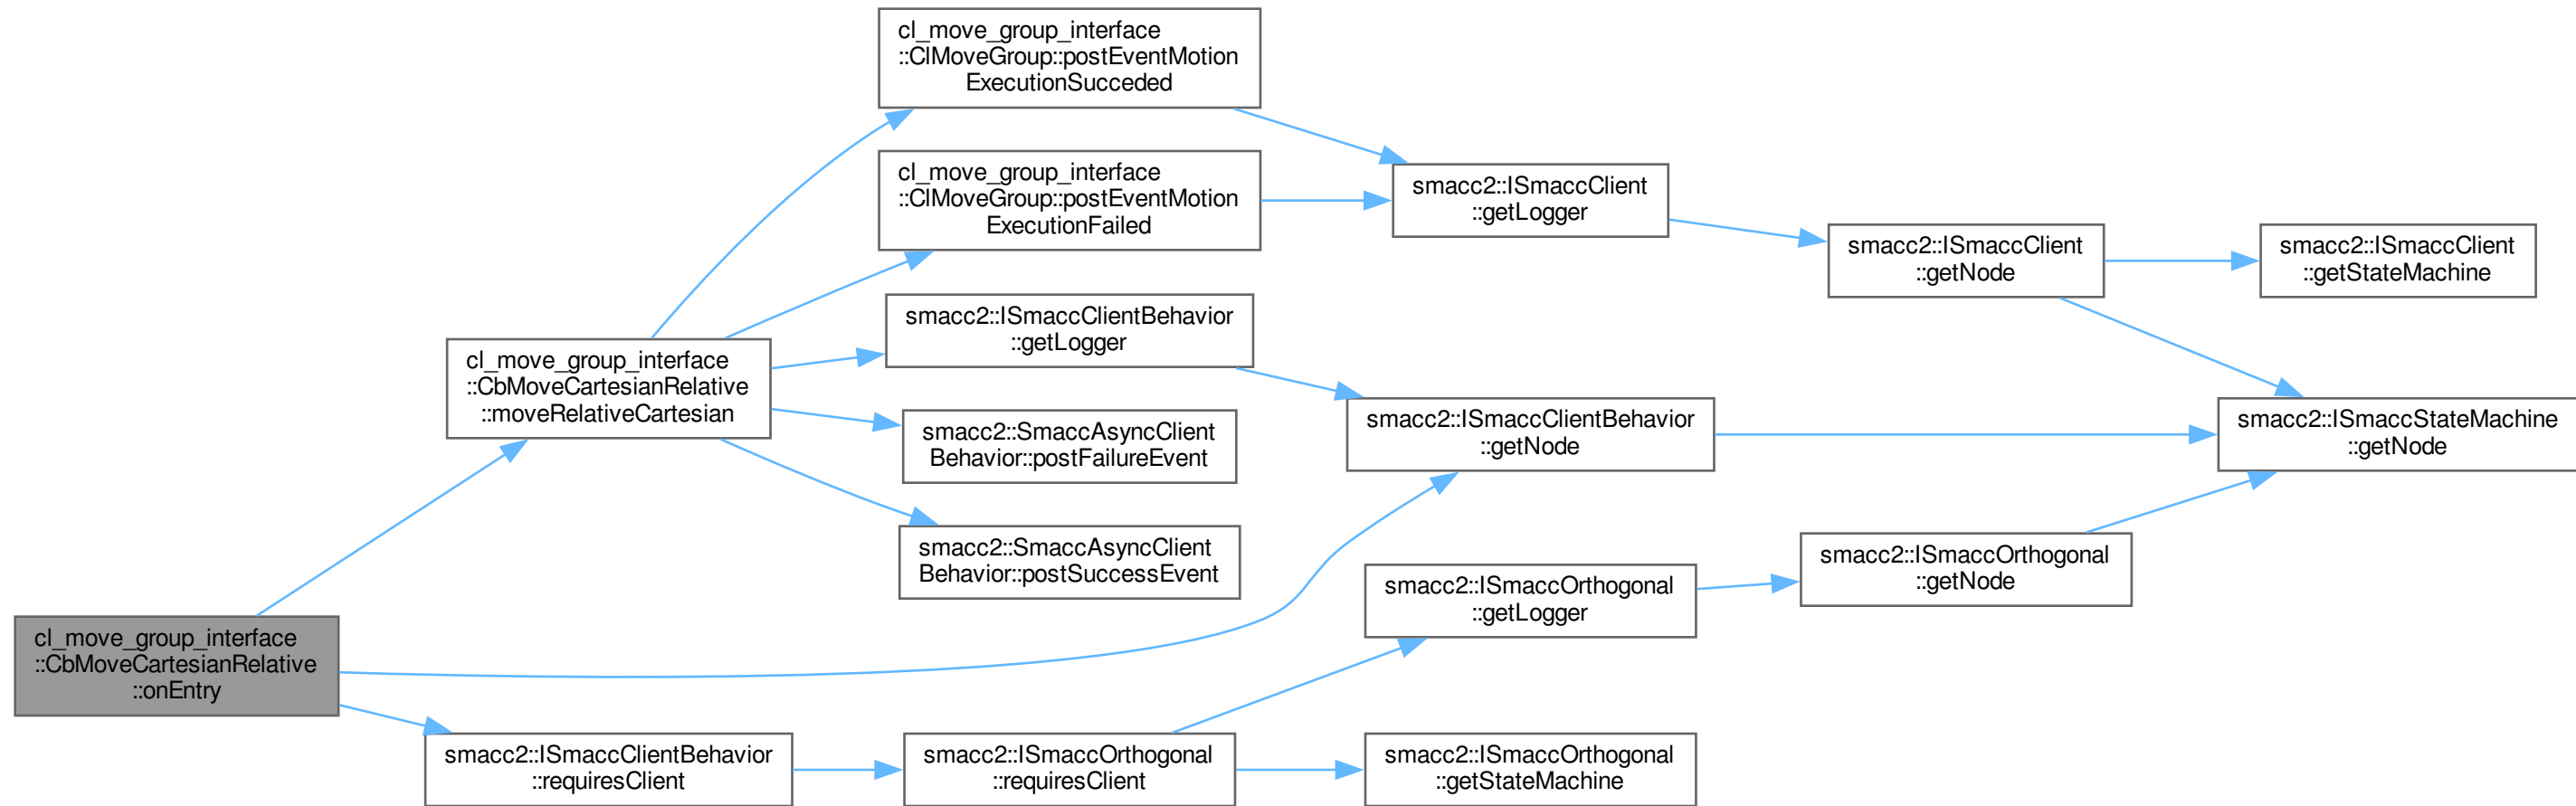 cl_move_group_interface
::ClMoveGroup::postEventMotion
ExecutionSucceded
cl_move_group_interface
::ClMoveGroup::postEventMotion
ExecutionFailed
smacc2::ISmaccClient
::getLogger
smacc2::ISmaccClient
::getNode
smacc2::ISmaccClient
::getStateMachine
smacc2::ISmaccClientBehavior
::getLogger
cl_move_group_interface
::CbMoveCartesianRelative
::moveRelativeCartesian
smacc2::SmaccAsyncClient
Behavior::postFailureEvent
smacc2::ISmaccClientBehavior
::getNode
smacc2::ISmaccStateMachine
::getNode
smacc2::SmaccAsyncClient
Behavior::postSuccessEvent
smacc2::ISmaccOrthogonal
::getLogger
smacc2::ISmaccOrthogonal
::getNode
cl_move_group_interface
::CbMoveCartesianRelative
::onEntry
smacc2::ISmaccClientBehavior
::requiresClient
smacc2::ISmaccOrthogonal
::requiresClient
smacc2::ISmaccOrthogonal
::getStateMachine